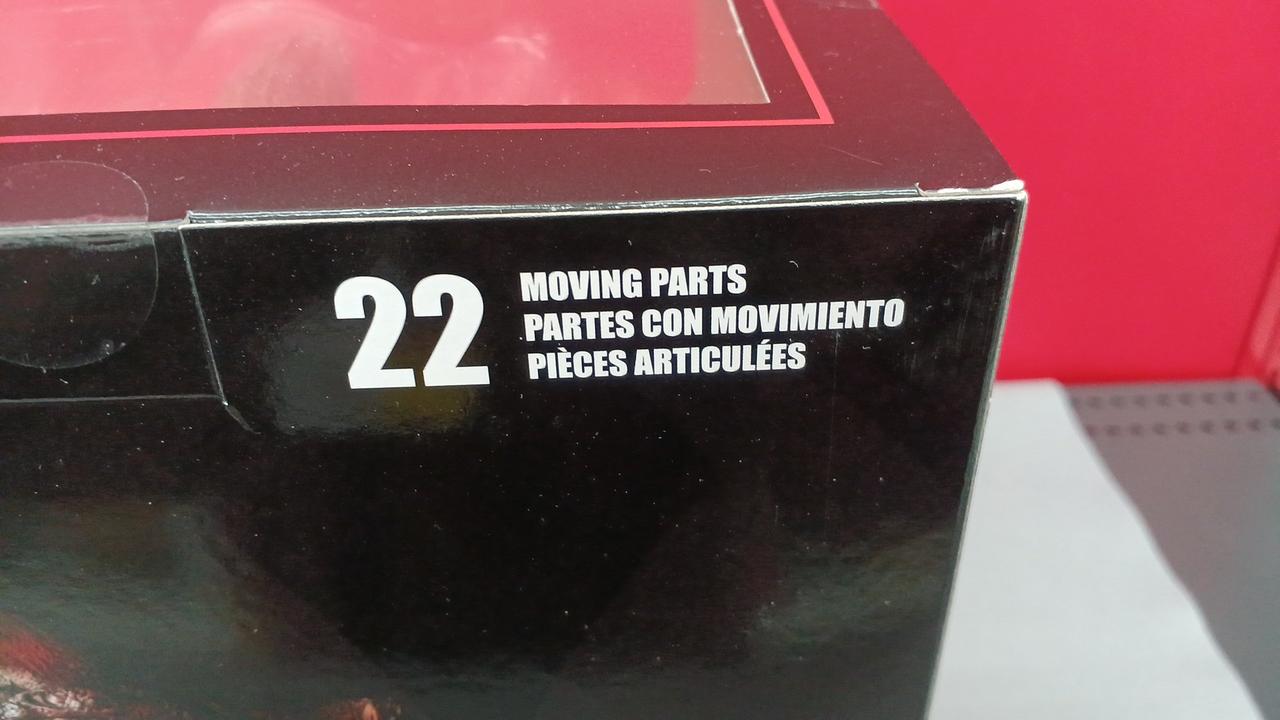 22
MOVING PARTS
PARTES CON MOVIMIENTO
PIÈCES ARTICULÉES